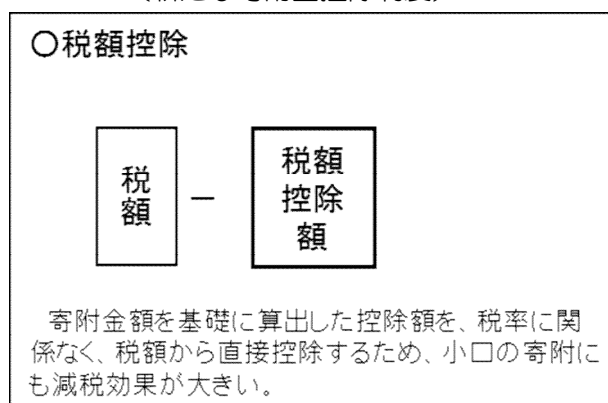 〇税額控除
税額
－
税額
控除
額
寄附金額を基礎に算出した控除額を、税率に関
係なく、税額から直接控除するため、小口の寄附に
も減税効果が大きい。